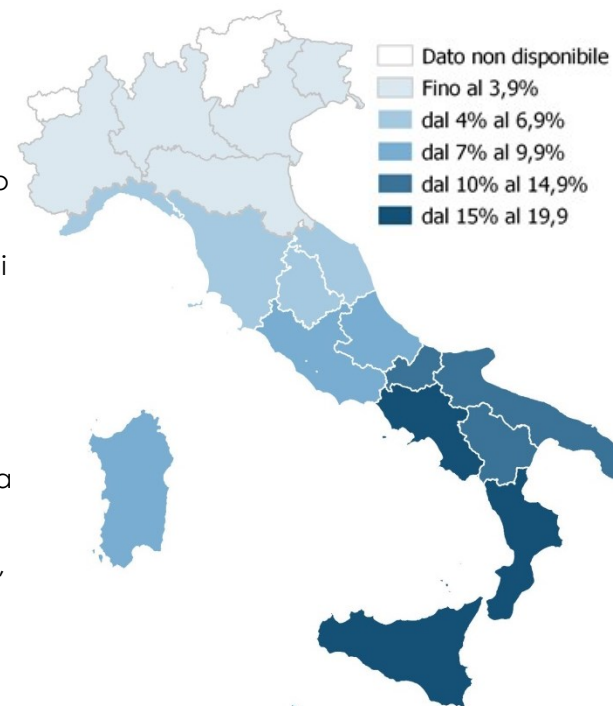 Dato non disponibile
Fino al 3,9%
dal 4% al 6,9%
dal 7% al 9,9%
dal 10% al 14,9%
dal 15% al 19,9
o
i
a
,